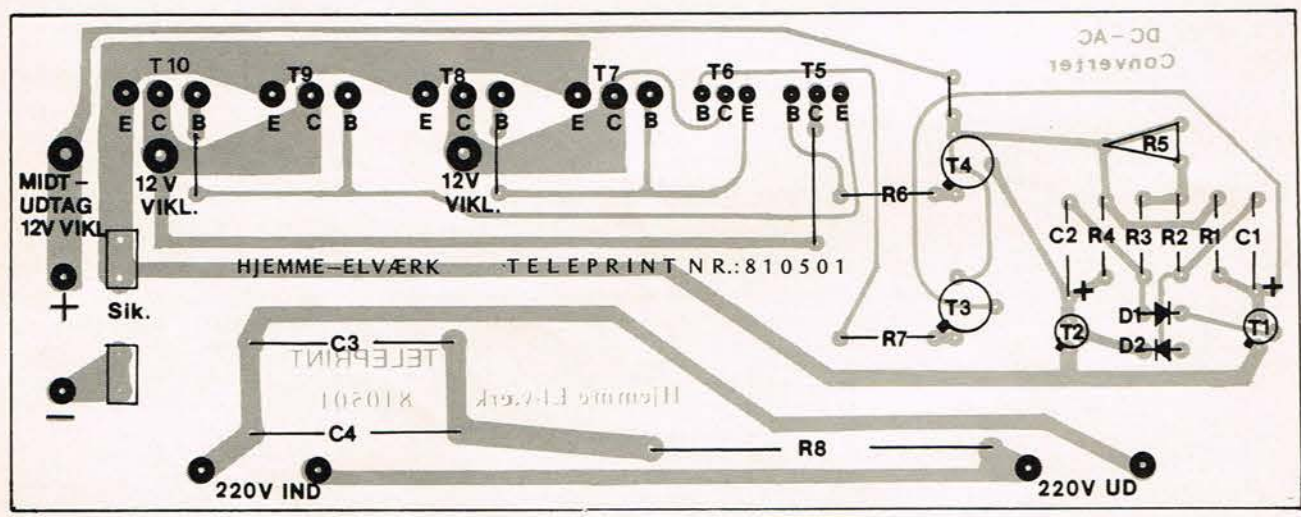 DC-AC
Converter
T10 T9 T8 T7 T6 T5
E C B E C B E C B E C B B C E B C E
T4 R5
MIDT-
UDTAG
12V VIKL
12V
VIKL.
12V
VIKL.
R6
C2 R4 R3 R2 R1 C1
HJEMME-ELVÆRK TELEPRINT NR.:810501
+ Sik. T3 + +
D1 T2 T1
C3 R7 D2
TELEPRINT
810501 Hjemme Elværk
-
C4 R8
220V IND 220V UD